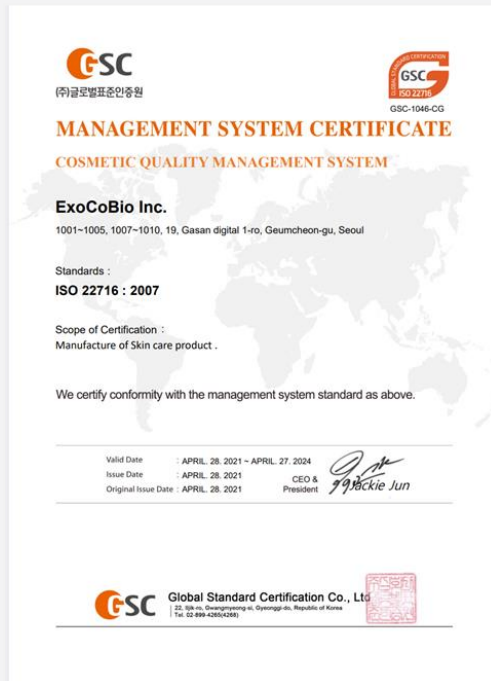 GSC
(주)글로벌표준인증원
GLOBAL STANDARD CERTIFICATION
GSC
ISO 22716
GSC-1046-CG
MANAGEMENT SYSTEM CERTIFICATE
COSMETIC QUALITY MANAGEMENT SYSTEM
ExoCoBio Inc.
1001~1005, 1007~1010, 19, Gasan digital 1-ro, Geumcheon-gu, Seoul
Standards :
ISO 22716 : 2007
Scope of Certification :
Manufacture of Skin care product .
We certify conformity with the management system standard as above.
Valid Date : APRIL. 28. 2021 ~ APRIL. 27. 2024
Issue Date : APRIL. 28. 2021
Original Issue Date : APRIL. 28. 2021
CEO &
President
Jackie Jun
GSC
Global Standard Certification Co., Ltd
22, Iljik-ro, Gwangmyeong-si, Gyeonggi-do, Republic of Korea
Tel. 02-899-4265(4268)